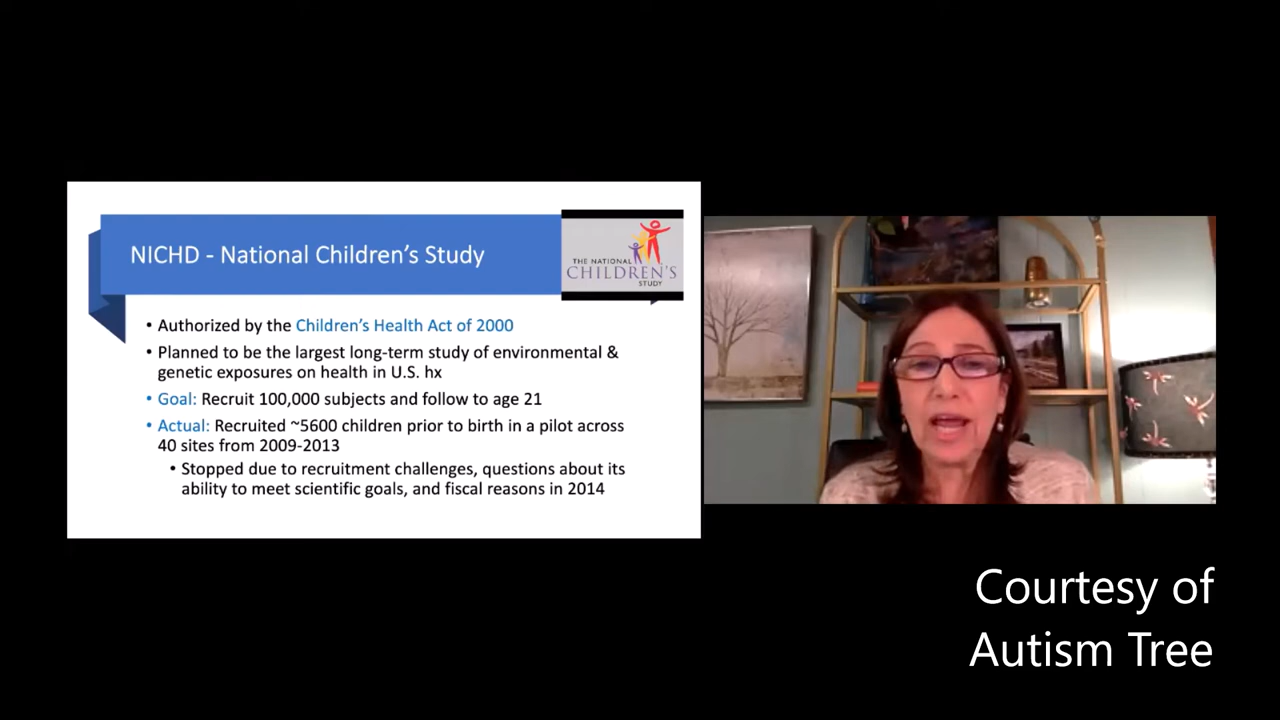 NICHD - National Children's Study
THE NATIONAL
CHILDREN'S
STUDY
• Authorized by the Children's Health Act of 2000
• Planned to be the largest long-term study of environmental &
genetic exposures on health in U.S. hx
• Goal: Recruit 100,000 subjects and follow to age 21
• Actual: Recruited ~5600 children prior to birth in a pilot across
40 sites from 2009-2013
• Stopped due to recruitment challenges, questions about its
ability to meet scientific goals, and fiscal reasons in 2014
Courtesy of
Autism Tree